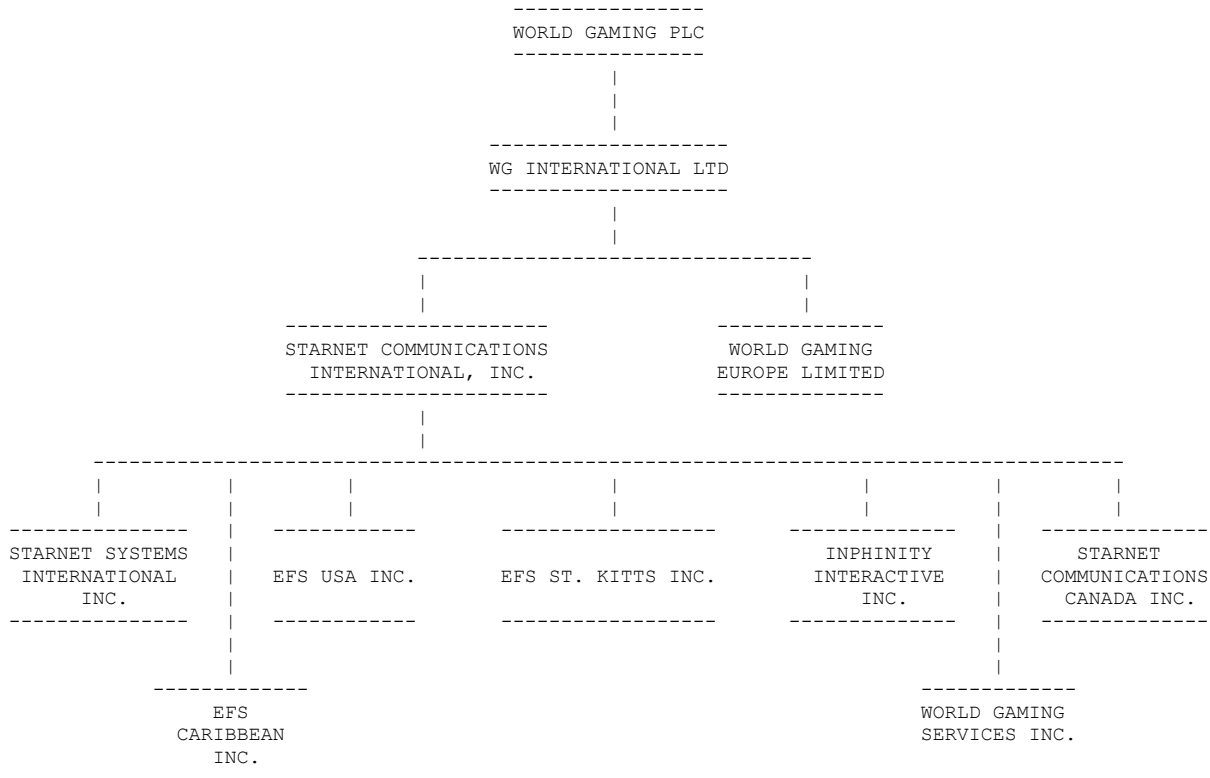 WORLD GAMING PLC
WG INTERNATIONAL LTD
STARNET COMMUNICATIONS
INTERNATIONAL, INC.
WORLD GAMING
EUROPE LIMITED
STARNET SYSTEMS
INTERNATIONAL
INC.
EFS USA INC.
EFS ST. KITTS INC.
INPHINITY
INTERACTIVE
INC.
STARNET
COMMUNICATIONS
CANADA INC.
EFS
CARIBBEAN
INC.
WORLD GAMING
SERVICES INC.